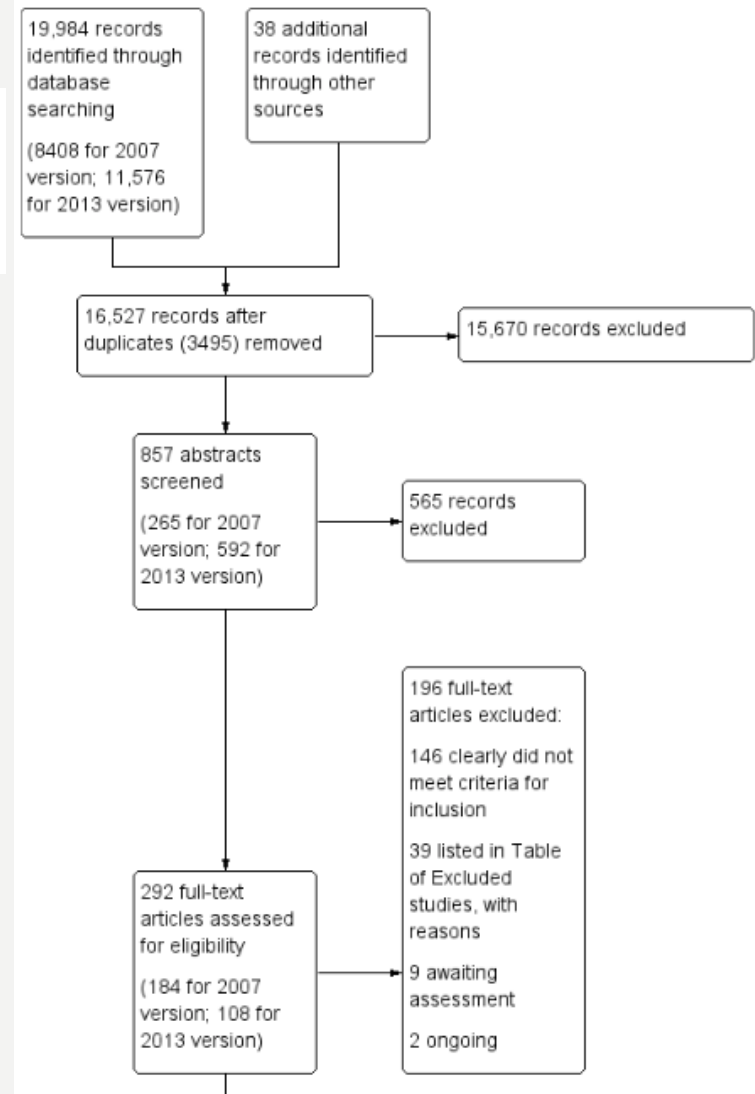 19,984 records
identified through
database
searching
(8408 for 2007
version; 11,576
for 2013 version)
38 additional
records identified
through other
sources
16,527 records after
duplicates (3495) removed
15,670 records excluded
857 abstracts
screened
(265 for 2007
version; 592 for
2013 version)
565 records
excluded
292 full-text
articles assessed
for eligibility
(184 for 2007
version; 108 for
2013 version)
196 full-text
articles excluded:
146 clearly did not
meet criteria for
inclusion
39 listed in Table
of Excluded
studies, with
reasons
9 awaiting
assessment
2 ongoing